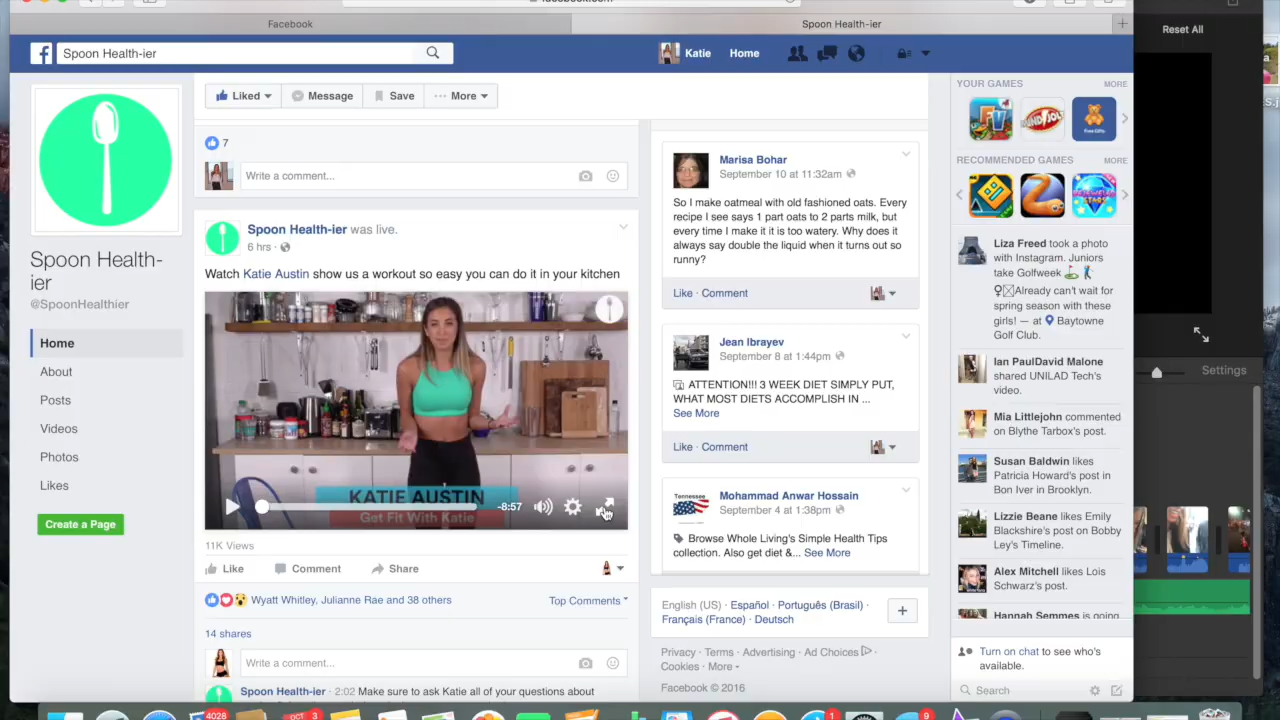 facebook.com
Facebook
Spoon Health-ier
Reset All
Spoon Health-ier
Katie
Home
Liked
Message
Save
More
YOUR GAMES
MORE
7
Write a comment...
RECOMMENDED GAMES
MORE
Spoon Health-ier
@SpoonHealthier
Home
About
Posts
Videos
Photos
Likes
Create a Page
Spoon Health-ier was live.
6 hrs ·
Watch Katie Austin show us a workout so easy you can do it in your kitchen
KATIE AUSTIN
Get Fit With Katie
-8:57
11K Views
Like
Comment
Share
Wyatt Whitley, Julianne Rae and 38 others
Top Comments
14 shares
Write a comment...
Spoon Health-ier · 2:02 Make sure to ask Katie all of your questions about
Marisa Bohar
September 10 at 11:32am
So I make oatmeal with old fashioned oats. Every
recipe I see says 1 part oats to 2 parts milk, but
every time I make it it is too watery. Why does it
always say double the liquid when it turns out so
runny?
Like · Comment
Jean Ibrayev
September 8 at 1:44pm
ATTENTION!!! 3 WEEK DIET SIMPLY PUT,
WHAT MOST DIETS ACCOMPLISH IN ...
See More
Like · Comment
Tennessee
Mohammad Anwar Hossain
September 4 at 1:38pm
Browse Whole Living's Simple Health Tips
collection. Also get diet &... See More
English (US) · Español · Português (Brasil) ·
Français (France) · Deutsch
Privacy · Terms · Advertising · Ad Choices ·
Cookies · More
Facebook © 2016
Liza Freed took a photo
with Instagram. Juniors
take Golfweek
Already can't wait for
spring season with these
girls! — at Baytowne
Golf Club.
Ian PaulDavid Malone
shared UNILAD Tech's
video.
Mia Littlejohn commented
on Blythe Tarbox's post.
Susan Baldwin likes
Patricia Howard's post in
Bon Iver in Brooklyn.
Lizzie Beane likes Emily
Blackshire's post on Bobby
Ley's Timeline.
Alex Mitchell likes Lois
Schwarz's post.
Hannah Semmes is going
Turn on chat to see who's
available.
Search
Settings
4028
OCT
3
1
9